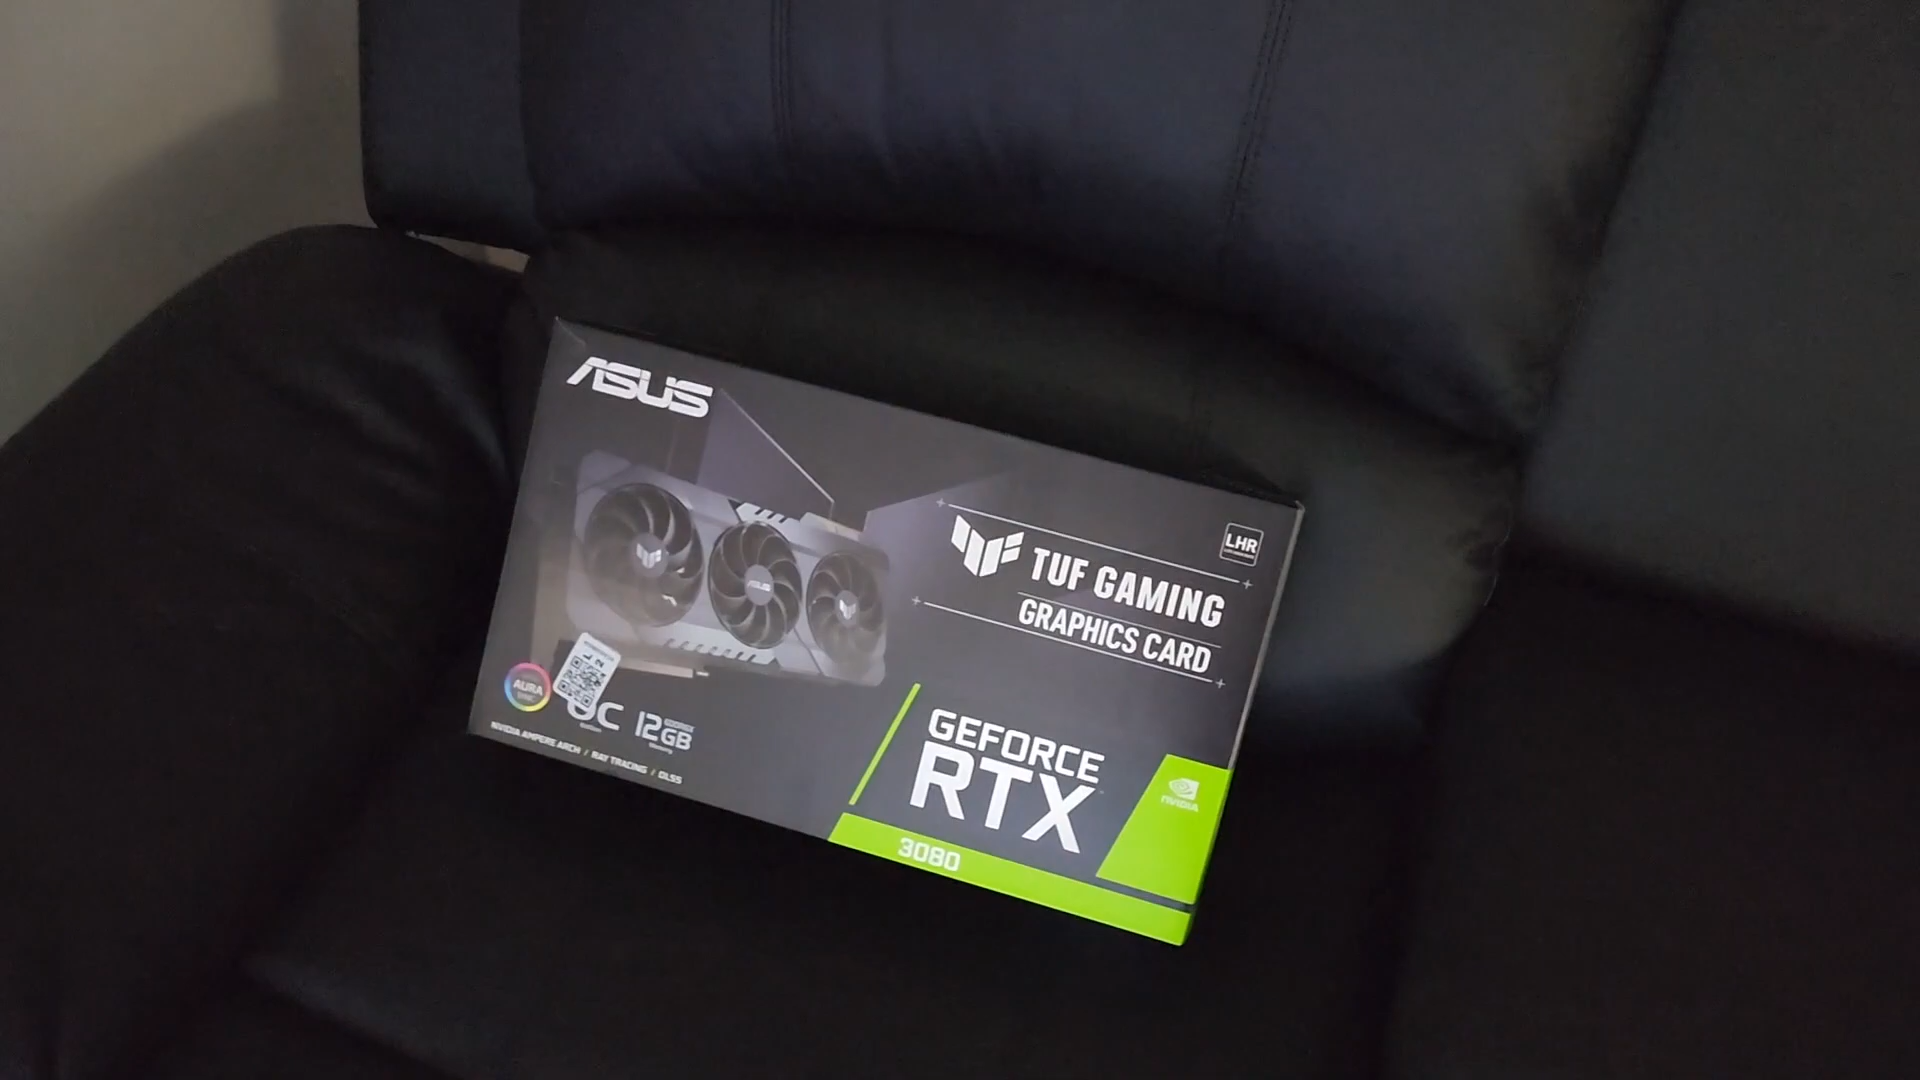 ASUS
LHR
TUF GAMING
GRAPHICS CARD
ASUS
AURA
OC
12GB
NVIDIA AMPERE ARCH / RAY TRACING / DLSS
GEFORCE
RTX
NVIDIA
3080